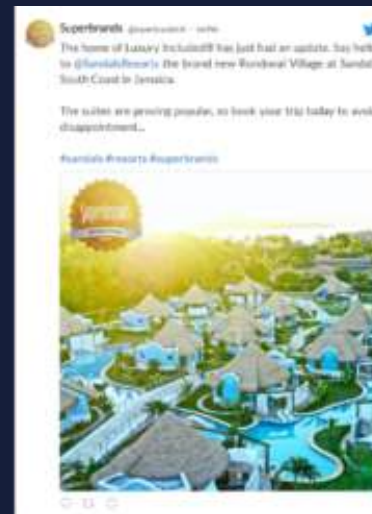 Superbrands
The home of Luxury Included® has just had an update. Say hello
to @SandalsResorts the brand new Rondoval Village at Sandals
South Coast in Jamaica.
The suites are proving popular, so book your trip today to avoid
disappointment...
#sandals #resorts #superbrands